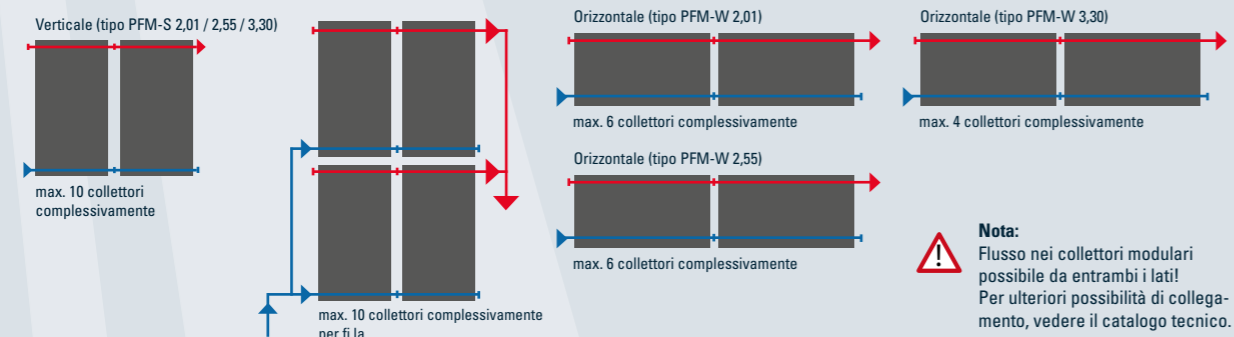 Verticale (tipo PFM-S 2,01 / 2,55 / 3,30)
max. 10 collettori
complessivamente
max. 10 collettori complessivamente
per fi la
Orizzontale (tipo PFM-W 2,01)
max. 6 collettori complessivamente
Orizzontale (tipo PFM-W 2,55)
max. 6 collettori complessivamente
Orizzontale (tipo PFM-W 3,30)
max. 4 collettori complessivamente
Nota:
Flusso nei collettori modulari
possibile da entrambi i lati!
Per ulteriori possibilità di collega-
mento, vedere il catalogo tecnico.